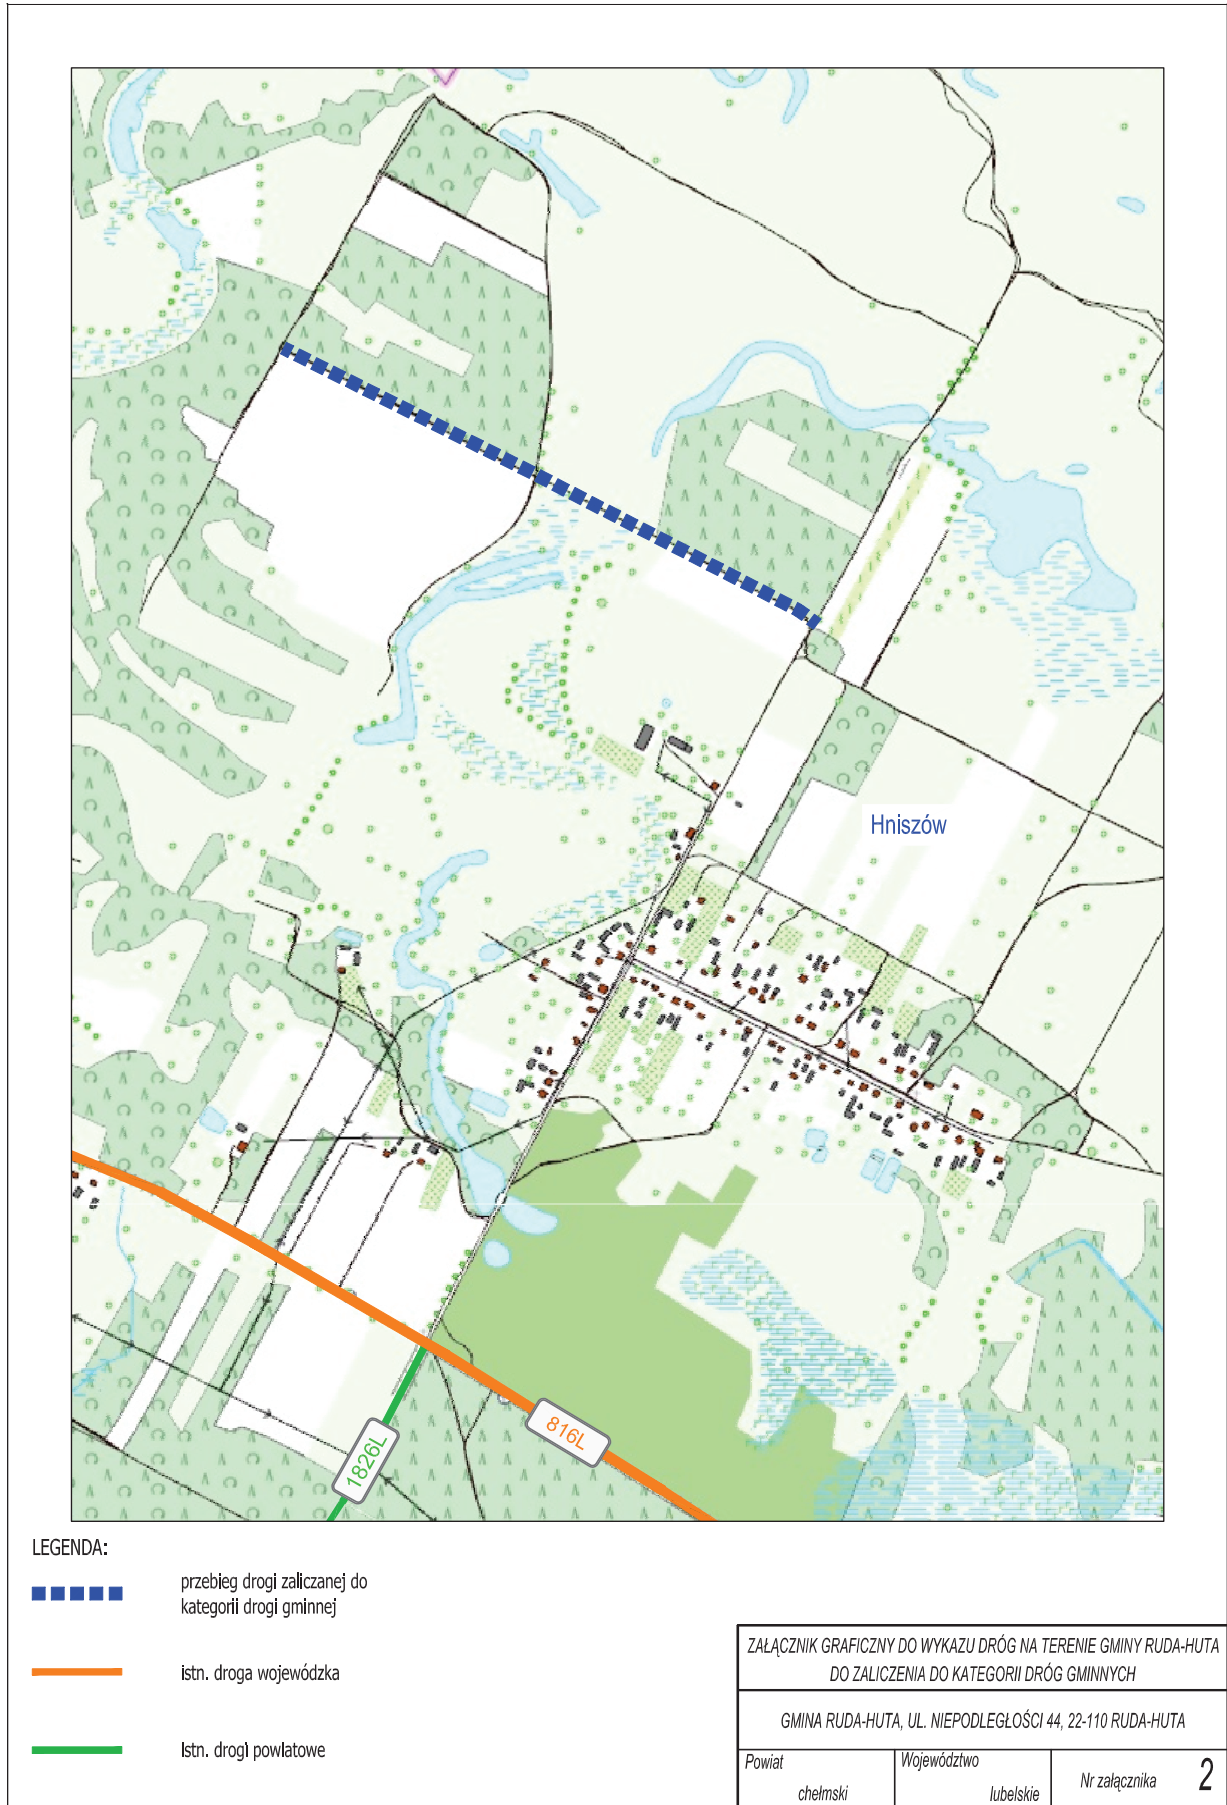 Hniszów
816L
1826L
LEGENDA:
przebieg drogi zaliczanej do
kategorii drogi gminnej
istn. droga wojewódzka
istn. drogi powiatowe
ZAŁĄCZNIK GRAFICZNY DO WYKAZU DRÓG NA TERENIE GMINY RUDA-HUTA
DO ZALICZENIA DO KATEGORII DRÓG GMINNYCH
GMINA RUDA-HUTA, UL. NIEPODLEGŁOŚCI 44, 22-110 RUDA-HUTA
Powiat
chełmski
Województwo
lubelskie
Nr załącznika 2